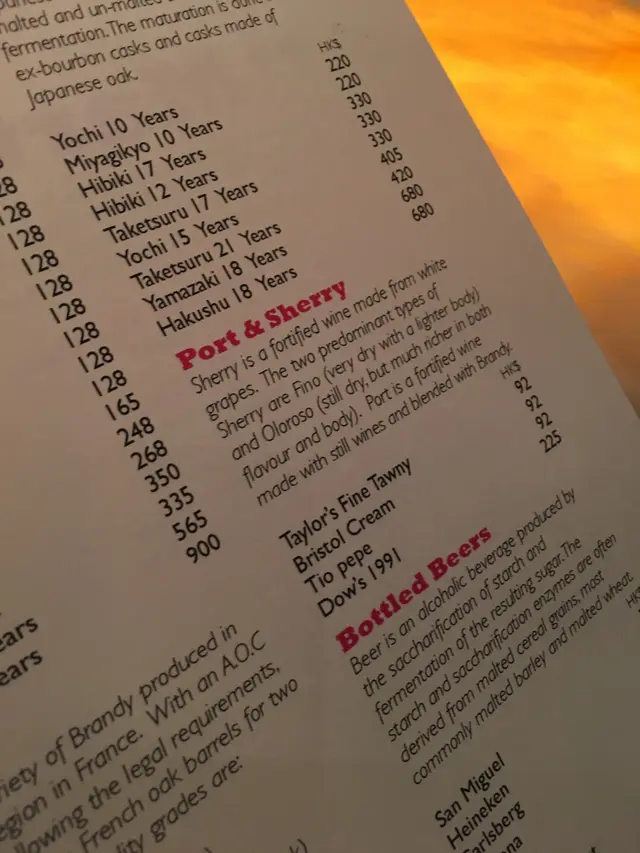 malted and un-malted
fermentation. The maturation is done
ex-bourbon casks and casks made of
Japanese oak.
HK$
Yochi 10 Years 220
Miyagikyo 10 Years 220
Hibiki 17 Years 330
Hibiki 12 Years 330
Taketsuru 17 Years 330
Yochi 15 Years 405
Taketsuru 21 Years 420
Yamazaki 18 Years 680
Hakushu 18 Years 680
Port & Sherry
Sherry is a fortified wine made from white
grapes. The two predominant types of
Sherry are Fino (very dry with a lighter body)
and Oloroso (still dry, but much richer in both
flavour and body). Port is a fortified wine
made with still wines and blended with Brandy.
HK$
Taylor's Fine Tawny 92
Bristol Cream 92
Tio pepe 92
Dow's 1991 225
Bottled Beers
Beer is an alcoholic beverage produced by
the saccharification of starch and
fermentation of the resulting sugar. The
starch and saccharification enzymes are often
derived from malted cereal grains, most
commonly malted barley and malted wheat.
HK$
San Miguel
Heineken
Carlsberg
128
128
128
128
128
128
128
128
128
165
248
268
350
335
565
900
ears
ears
riety of Brandy produced in
egion in France. With an A.O.C
llowing the legal requirements,
French oak barrels for two
lity grades are: